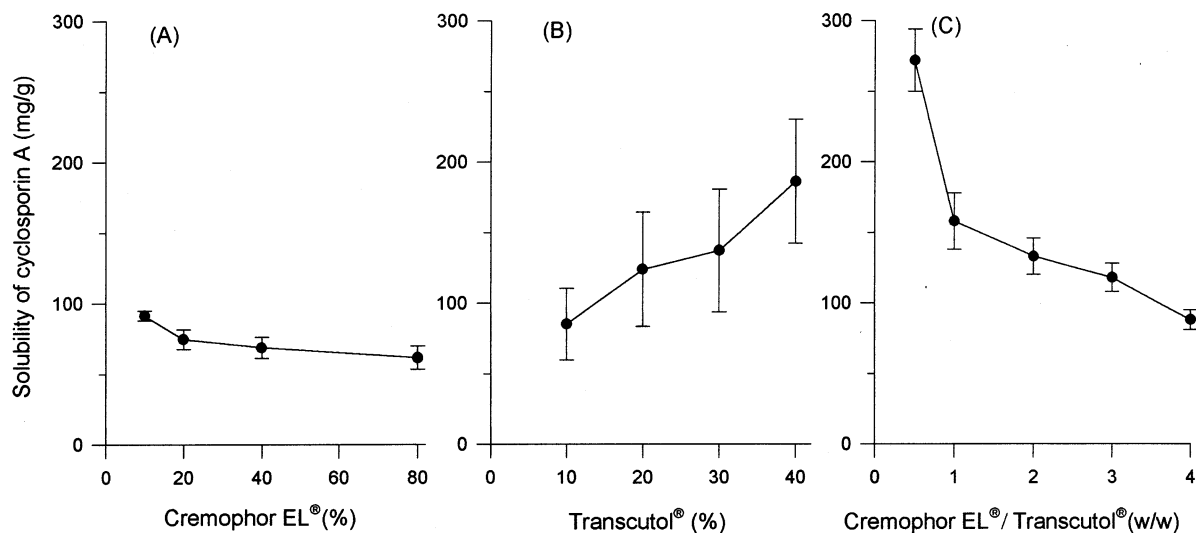 Solubility of cyclosporin A (mg/g)
(A)
300
200
100
0
0 20 40 60 80
Cremophor EL®(%)
(B)
300
200
100
0
0 10 20 30 40
Transcutol® (%)
(C)
300
200
100
0
0 1 2 3 4
Cremophor EL®/ Transcutol®(w/w)